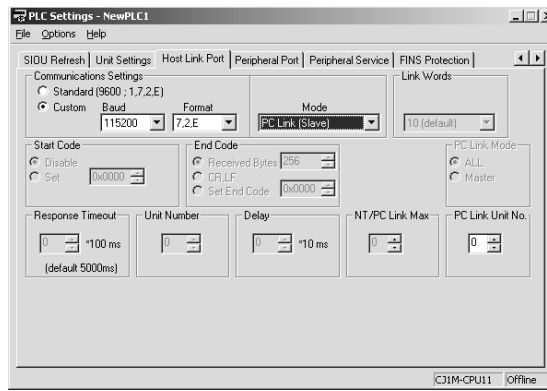 PLC Settings - NewPLC1
File Options Help
SIOU Refresh Unit Settings Host Link Port Peripheral Port Peripheral Service FINS Protection
Communications Settings Link Words
Standard (9600 ; 1,7,2,E)
Custom Baud Format Mode
115200 7,2,E PC Link (Slave) 10 (default)
Start Code End Code PC Link Mode
Disable Received Bytes 256 ALL
Set 0x0000 CR,LF Master
Set End Code 0x0000
Response Timeout Unit Number Delay NT/PC Link Max PC Link Unit No.
0 *100 ms 0 0 *10 ms 0 0
(default 5000ms)
CJ1M-CPU11 Offline